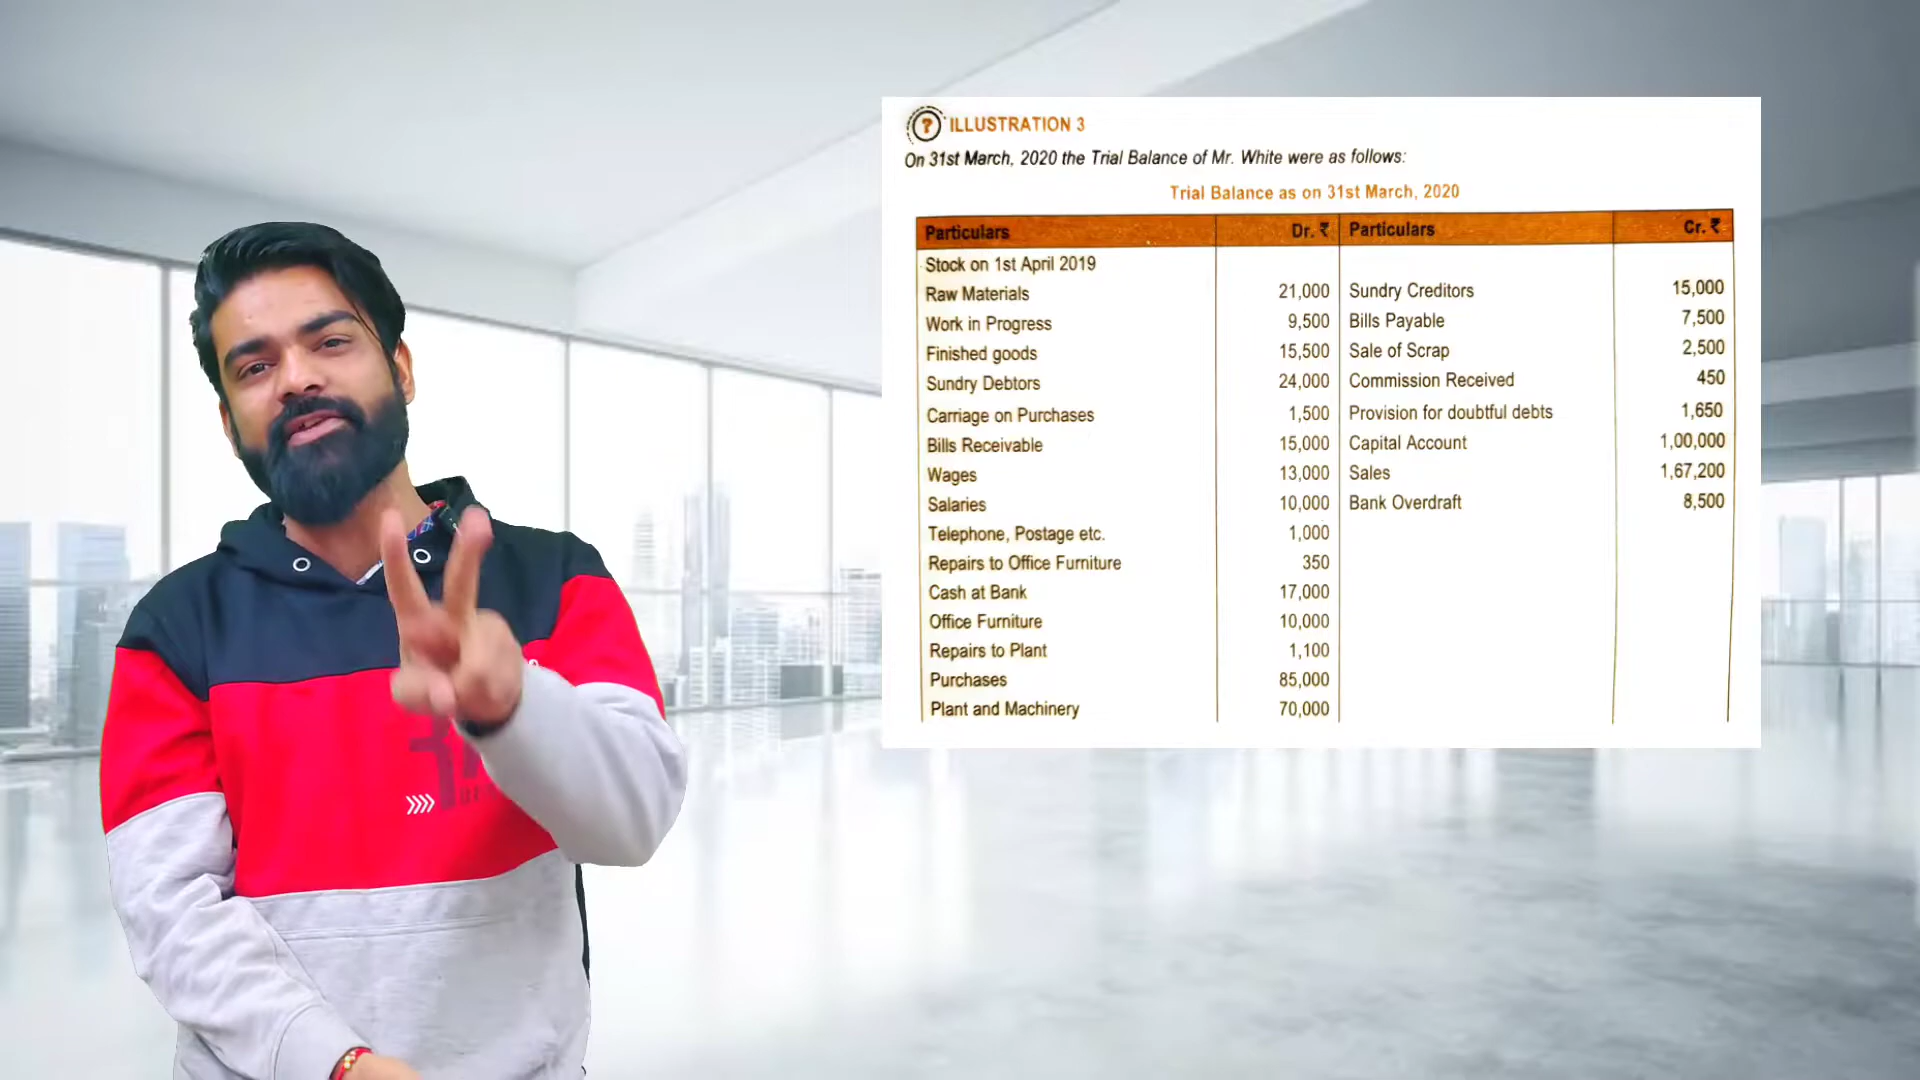 ? ILLUSTRATION 3
On 31st March, 2020 the Trial Balance of Mr. White were as follows:
Trial Balance as on 31st March, 2020
Particulars Dr. ₹ Particulars Cr. ₹
Stock on 1st April 2019
Raw Materials 21,000 Sundry Creditors 15,000
Work in Progress 9,500 Bills Payable 7,500
Finished goods 15,500 Sale of Scrap 2,500
Sundry Debtors 24,000 Commission Received 450
Carriage on Purchases 1,500 Provision for doubtful debts 1,650
Bills Receivable 15,000 Capital Account 1,00,000
Wages 13,000 Sales 1,67,200
Salaries 10,000 Bank Overdraft 8,500
Telephone, Postage etc. 1,000
Repairs to Office Furniture 350
Cash at Bank 17,000
Office Furniture 10,000
Repairs to Plant 1,100
Purchases 85,000
Plant and Machinery 70,000